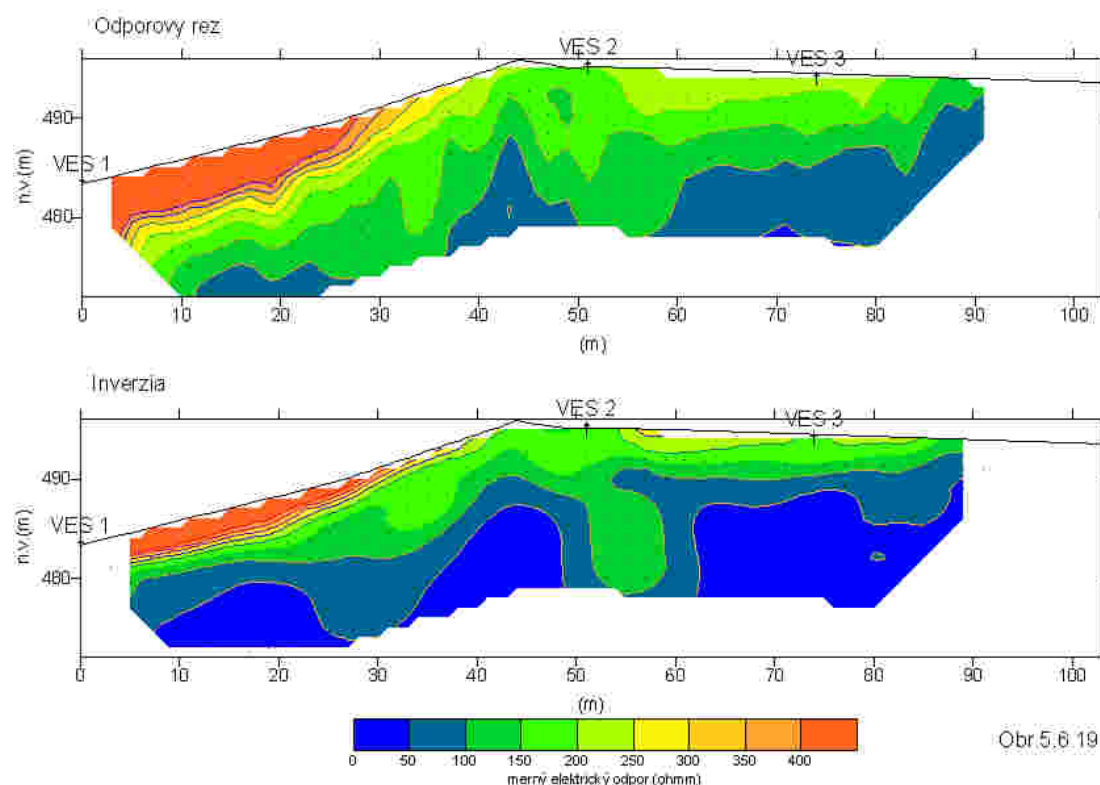 Odporovy rez
VES 1
VES 2
VES 3
n.v.(m)
490
480
0 10 20 30 40 50 60 70 80 90 100
(m)
Inverzia
VES 1
VES 2
VES 3
n.v.(m)
490
480
0 10 20 30 40 50 60 70 80 90 100
(m)
0 50 100 150 200 250 300 350 400
merný elektrický odpor (ohmm)
Obr.5.6.19